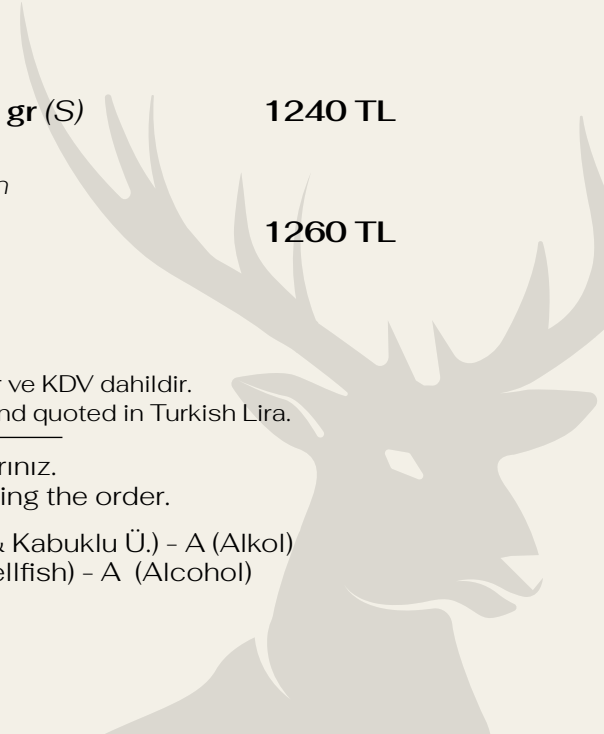 gr (S) 1240 TL
n
1260 TL
ve KDV dahildir.
nd quoted in Turkish Lira.
rınız.
ing the order.
& Kabuklu Ü.) - A (Alkol)
ellfish) - A (Alcohol)